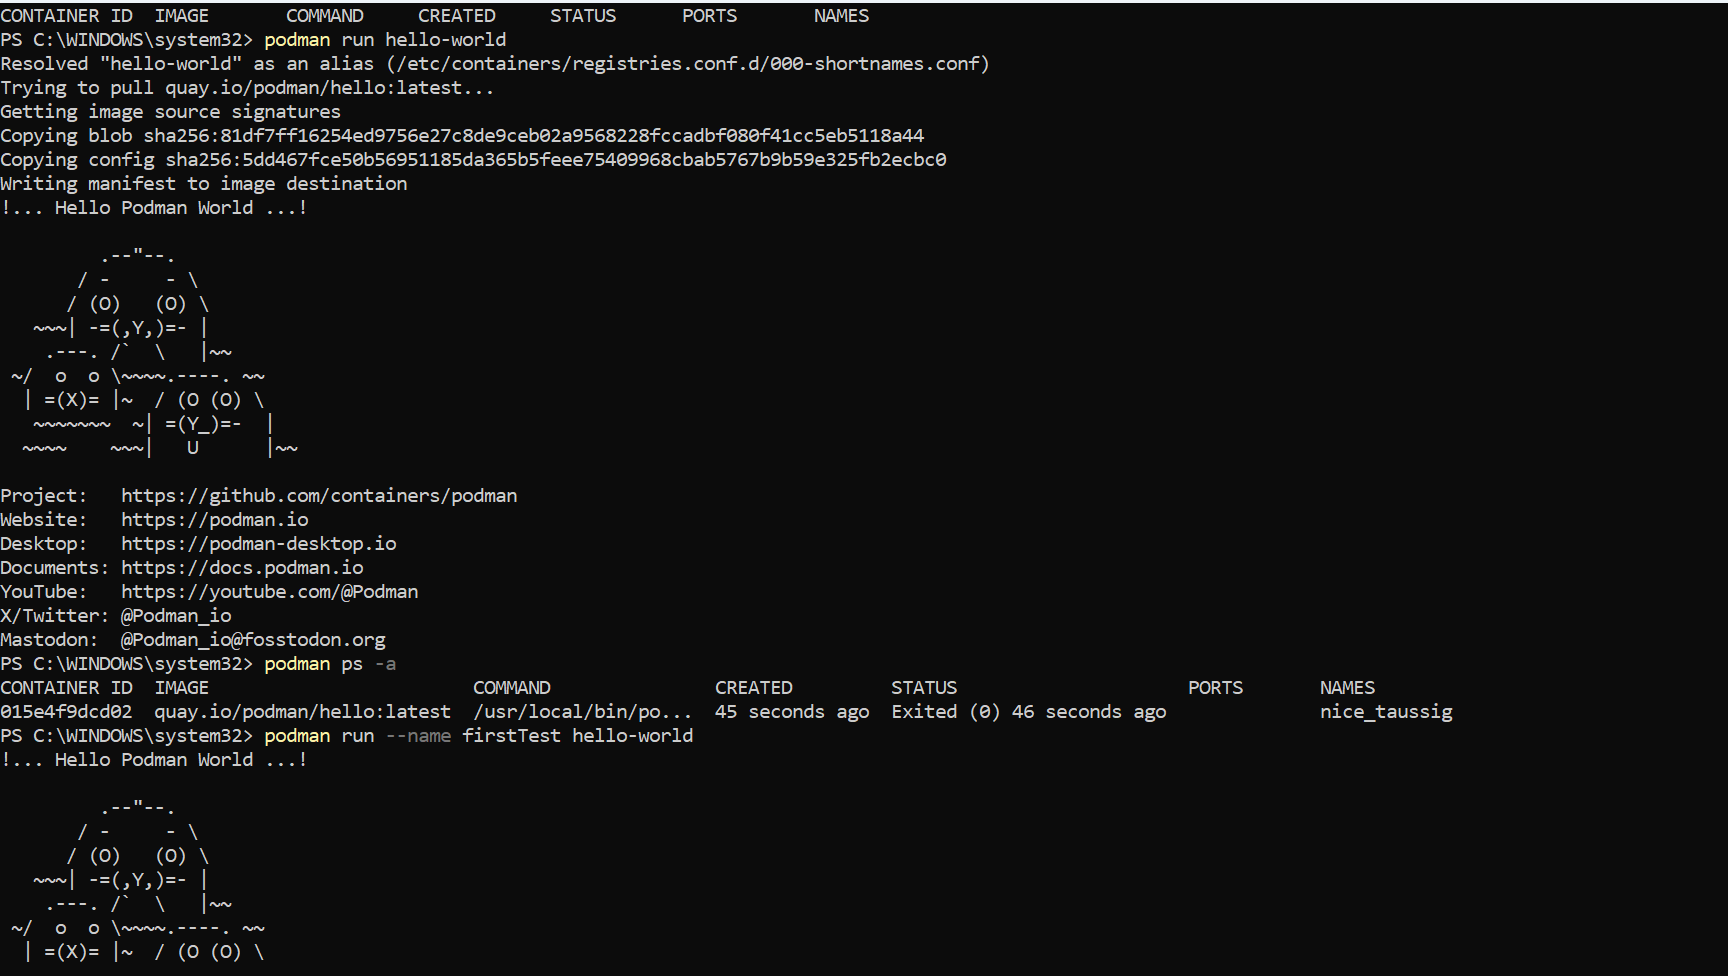 CONTAINER ID  IMAGE       COMMAND     CREATED     STATUS      PORTS       NAMES
PS C:\WINDOWS\system32> podman run hello-world
Resolved "hello-world" as an alias (/etc/containers/registries.conf.d/000-shortnames.conf)
Trying to pull quay.io/podman/hello:latest...
Getting image source signatures
Copying blob sha256:81df7ff16254ed9756e27c8de9ceb02a9568228fccadbf080f41cc5eb5118a44
Copying config sha256:5dd467fce50b56951185da365b5feee75409968cbab5767b9b59e325fb2ecbc0
Writing manifest to image destination
!... Hello Podman World ...!

         .--"--.
       / -     - \
      / (O)   (O) \
   ~~~| -=(,Y,)=- |
    .---. /`  \   |~~
 ~/  o  o \~~~~.----. ~~
  | =(X)= |~  / (O (O) \
   ~~~~~~~  ~| =(Y_)=-  |
  ~~~~    ~~~|   U      |~~

Project:   https://github.com/containers/podman
Website:   https://podman.io
Desktop:   https://podman-desktop.io
Documents: https://docs.podman.io
YouTube:   https://youtube.com/@Podman
X/Twitter: @Podman_io
Mastodon:  @Podman_io@fosstodon.org
PS C:\WINDOWS\system32> podman ps -a
CONTAINER ID  IMAGE                        COMMAND               CREATED         STATUS                     PORTS       NAMES
015e4f9dcd02  quay.io/podman/hello:latest  /usr/local/bin/po...  45 seconds ago  Exited (0) 46 seconds ago              nice_taussig
PS C:\WINDOWS\system32> podman run --name firstTest hello-world
!... Hello Podman World ...!

         .--"--.
       / -     - \
      / (O)   (O) \
   ~~~| -=(,Y,)=- |
    .---. /`  \   |~~
 ~/  o  o \~~~~.----. ~~
  | =(X)= |~  / (O (O) \